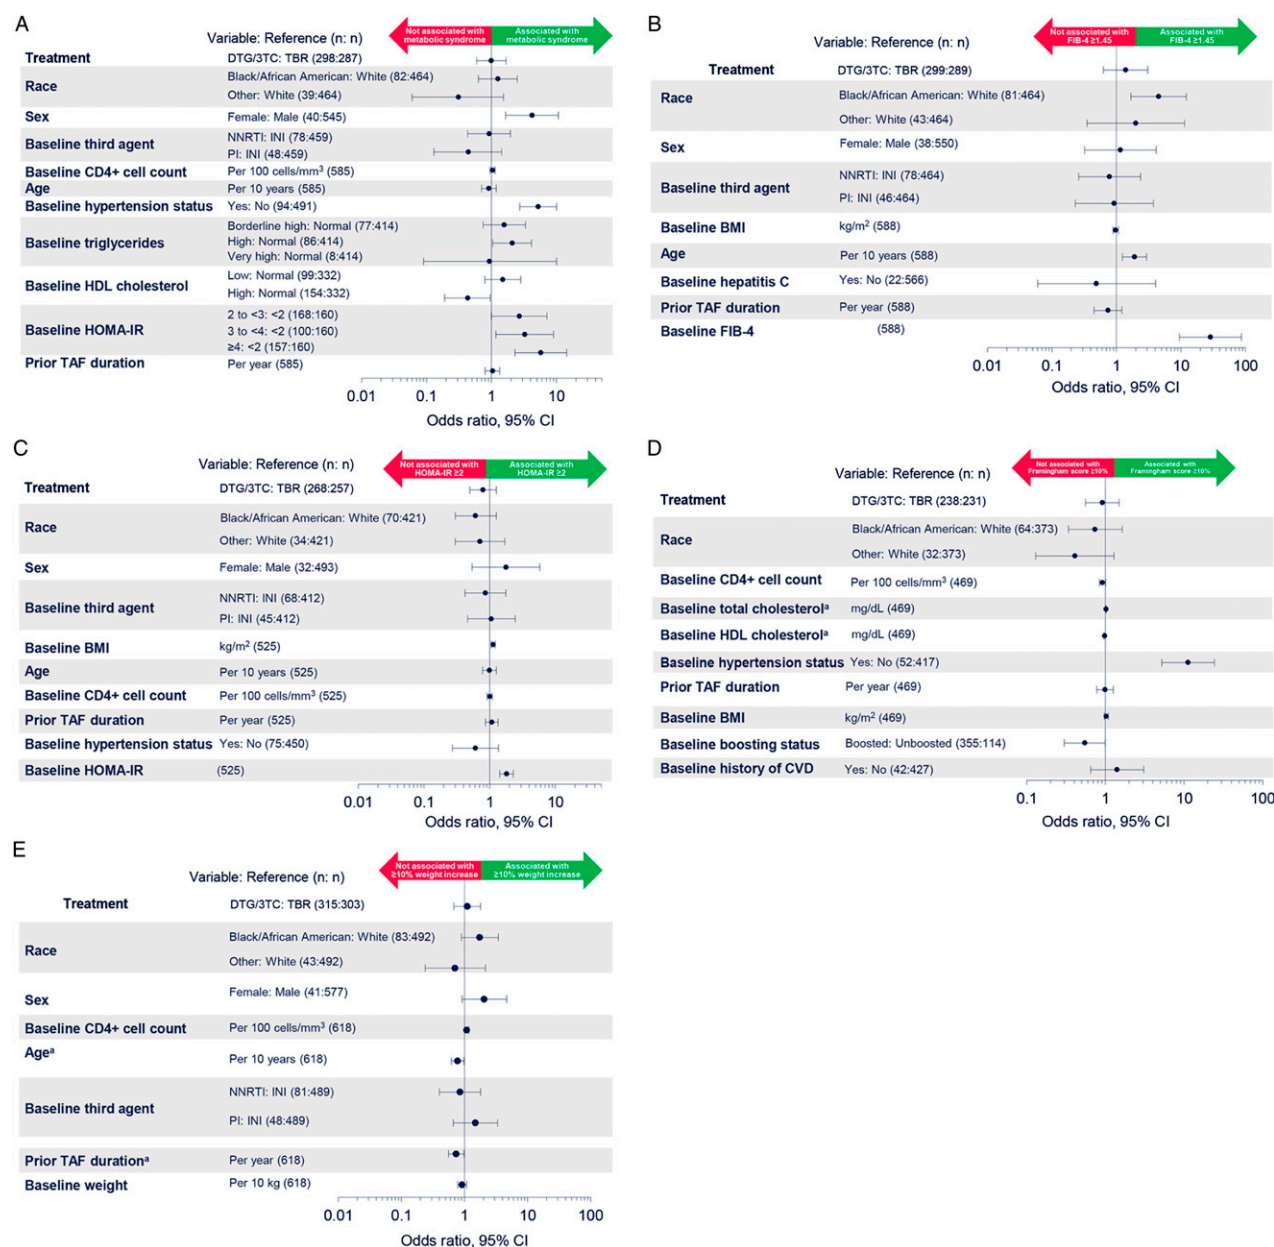 A
Not associated with
metabolic syndrome
Associated with
metabolic syndrome
Variable: Reference (n: n)
Treatment DTG/3TC: TBR (298:287)
Race Black/African American: White (82:464)
Other: White (39:464)
Sex Female: Male (40:545)
Baseline third agent NNRTI: INI (78:459)
PI: INI (48:459)
Baseline CD4+ cell count Per 100 cells/mm³ (585)
Age Per 10 years (585)
Baseline hypertension status Yes: No (94:491)
Baseline triglycerides Borderline high: Normal (77:414)
High: Normal (86:414)
Very high: Normal (8:414)
Baseline HDL cholesterol Low: Normal (99:332)
High: Normal (154:332)
Baseline HOMA-IR 2 to <3: <2 (168:160)
3 to <4: <2 (100:160)
≥4: <2 (157:160)
Prior TAF duration Per year (585)
0.01 0.1 1 10
Odds ratio, 95% CI
B
Not associated with
FIB-4 ≥1.45
Associated with
FIB-4 ≥1.45
Variable: Reference (n: n)
Treatment DTG/3TC: TBR (299:289)
Race Black/African American: White (81:464)
Other: White (43:464)
Sex Female: Male (38:550)
Baseline third agent NNRTI: INI (78:464)
PI: INI (46:464)
Baseline BMI kg/m² (588)
Age Per 10 years (588)
Baseline hepatitis C Yes: No (22:566)
Prior TAF duration Per year (588)
Baseline FIB-4 (588)
0.01 0.1 1 10 100
Odds ratio, 95% CI
C
Not associated with
HOMA-IR ≥2
Associated with
HOMA-IR ≥2
Variable: Reference (n: n)
Treatment DTG/3TC: TBR (268:257)
Race Black/African American: White (70:421)
Other: White (34:421)
Sex Female: Male (32:493)
Baseline third agent NNRTI: INI (68:412)
PI: INI (45:412)
Baseline BMI kg/m² (525)
Age Per 10 years (525)
Baseline CD4+ cell count Per 100 cells/mm³ (525)
Prior TAF duration Per year (525)
Baseline hypertension status Yes: No (75:450)
Baseline HOMA-IR (525)
0.01 0.1 1 10
Odds ratio, 95% CI
D
Not associated with
Framingham score ≥10%
Associated with
Framingham score ≥10%
Variable: Reference (n: n)
Treatment DTG/3TC: TBR (238:231)
Race Black/African American: White (64:373)
Other: White (32:373)
Baseline CD4+ cell count Per 100 cells/mm³ (469)
Baseline total cholesterolᵃ mg/dL (469)
Baseline HDL cholesterolᵃ mg/dL (469)
Baseline hypertension status Yes: No (52:417)
Prior TAF duration Per year (469)
Baseline BMI kg/m² (469)
Baseline boosting status Boosted: Unboosted (355:114)
Baseline history of CVD Yes: No (42:427)
0.1 1 10 100
Odds ratio, 95% CI
E
Not associated with
≥10% weight increase
Associated with
≥10% weight increase
Variable: Reference (n: n)
Treatment DTG/3TC: TBR (315:303)
Race Black/African American: White (83:492)
Other: White (43:492)
Sex Female: Male (41:577)
Baseline CD4+ cell count Per 100 cells/mm³ (618)
Ageᵃ Per 10 years (618)
Baseline third agent NNRTI: INI (81:489)
PI: INI (48:489)
Prior TAF durationᵃ Per year (618)
Baseline weight Per 10 kg (618)
0.01 0.1 1 10 100
Odds ratio, 95% CI